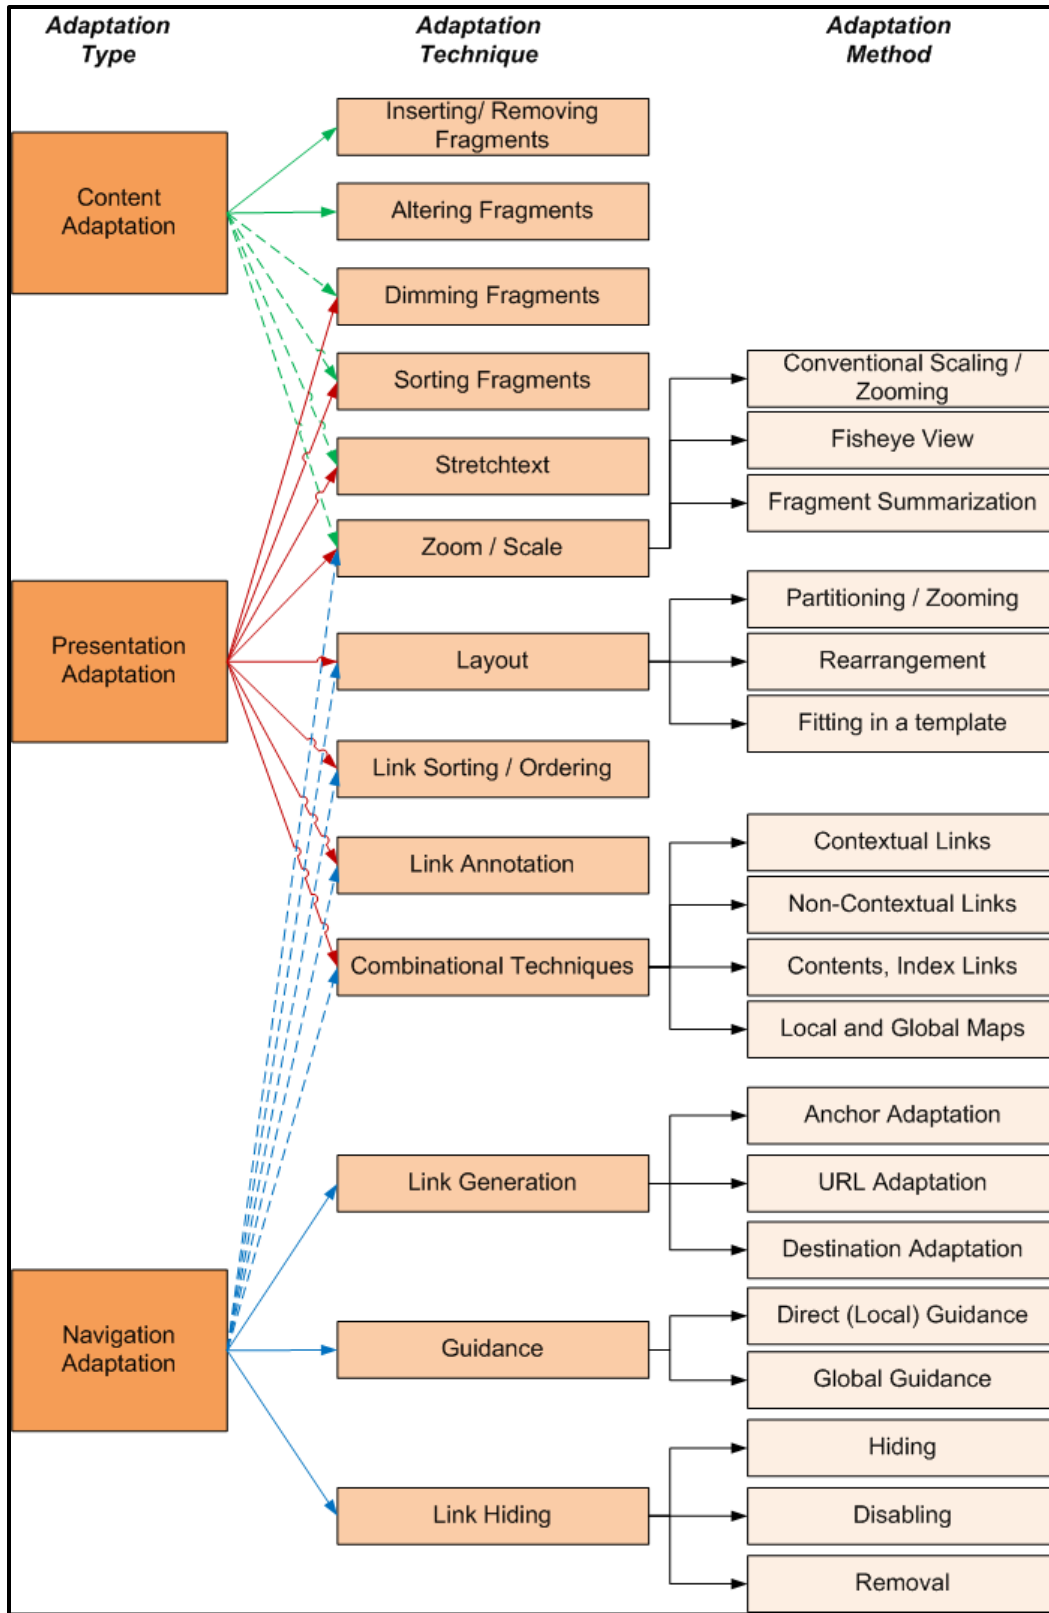 Adaptation
Type
Adaptation
Technique
Adaptation
Method
Content
Adaptation
Presentation
Adaptation
Navigation
Adaptation
Inserting/ Removing
Fragments
Altering Fragments
Dimming Fragments
Sorting Fragments
Stretchtext
Zoom / Scale
Layout
Link Sorting / Ordering
Link Annotation
Combinational Techniques
Link Generation
Guidance
Link Hiding
Conventional Scaling /
Zooming
Fisheye View
Fragment Summarization
Partitioning / Zooming
Rearrangement
Fitting in a template
Contextual Links
Non-Contextual Links
Contents, Index Links
Local and Global Maps
Anchor Adaptation
URL Adaptation
Destination Adaptation
Direct (Local) Guidance
Global Guidance
Hiding
Disabling
Removal